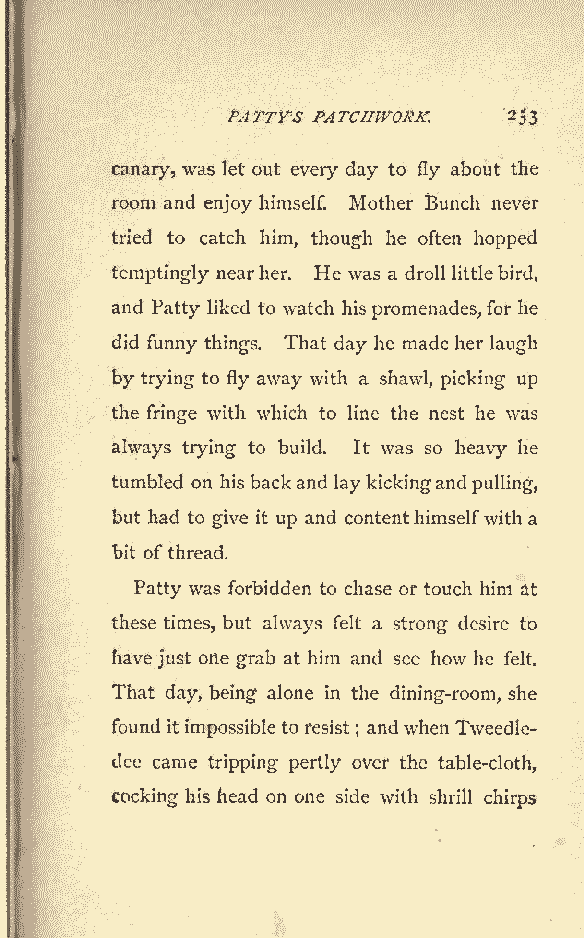 PATTY'S PATCHWORK. 233
canary, was let out every day to fly about the
room and enjoy himself. Mother Bunch never
tried to catch him, though he often hopped
temptingly near her. He was a droll little bird,
and Patty liked to watch his promenades, for he
did funny things. That day he made her laugh
by trying to fly away with a shawl, picking up
the fringe with which to line the nest he was
always trying to build. It was so heavy he
tumbled on his back and lay kicking and pulling,
but had to give it up and content himself with a
bit of thread.
Patty was forbidden to chase or touch him at
these times, but always felt a strong desire to
have just one grab at him and see how he felt.
That day, being alone in the dining-room, she
found it impossible to resist; and when Tweedle-
dee came tripping pertly over the table-cloth,
cocking his head on one side with shrill chirps